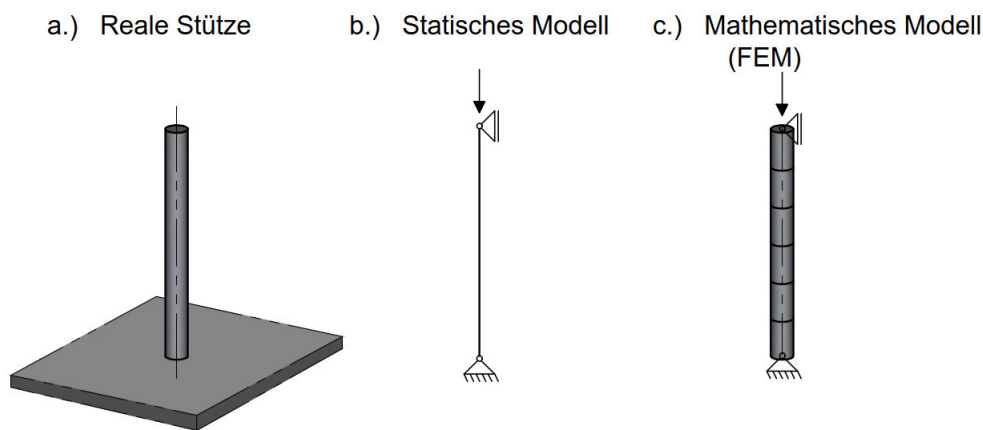 a.) Reale Stütze
b.) Statisches Modell
c.) Mathematisches Modell
(FEM)